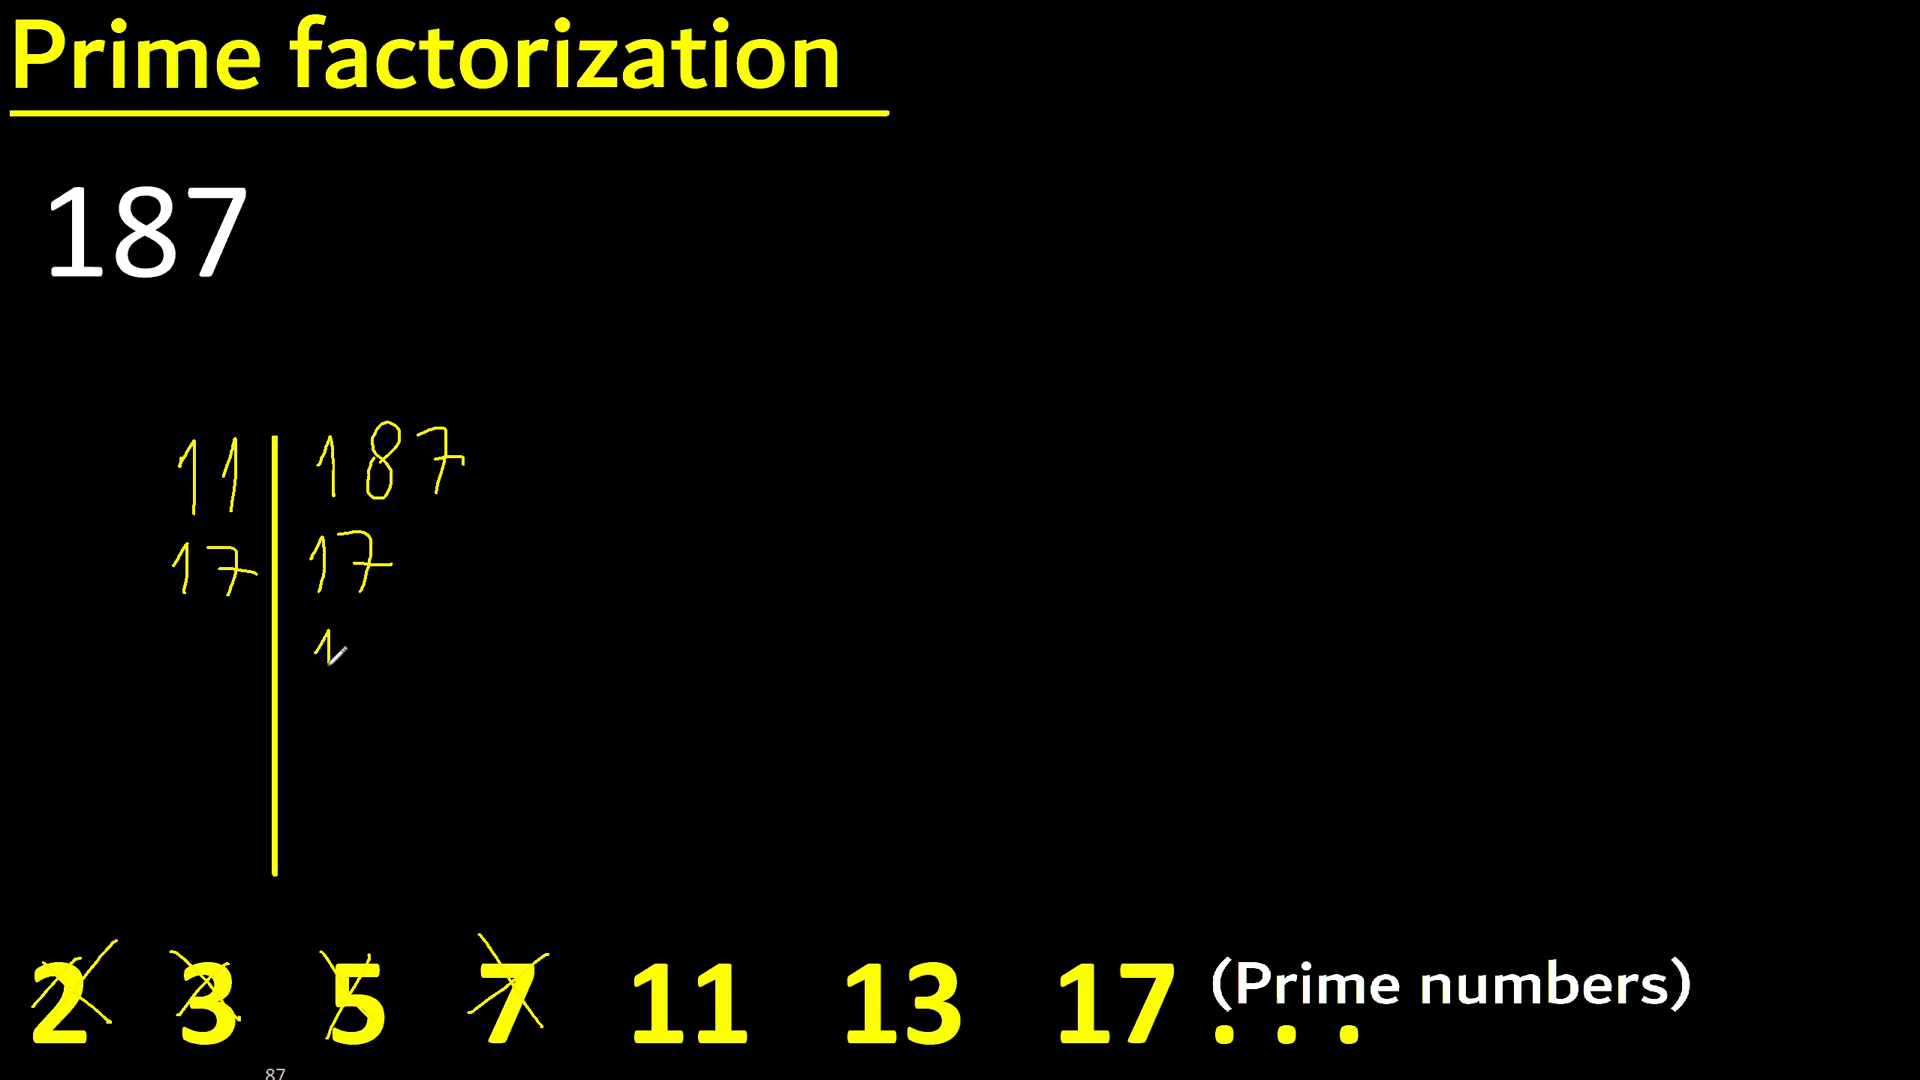 Prime factorization
187
11 187
17 17
1
2 3 5 7 11 13 17 ... (Prime numbers)
87